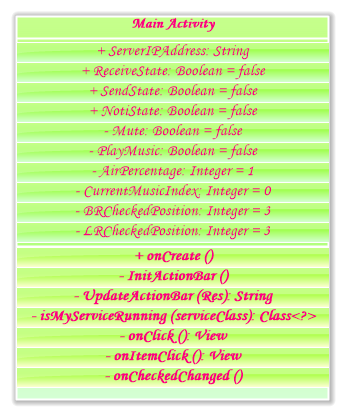 Main Activity
+ ServerIPAddress: String
+ ReceiveState: Boolean = false
+ SendState: Boolean = false
+ NotiState: Boolean = false
- Mute: Boolean = false
- PlayMusic: Boolean = false
- AirPercentage: Integer = 1
- CurrentMusicIndex: Integer = 0
- BRCheckedPosition: Integer = 3
- LRCheckedPosition: Integer = 3
+ onCreate ()
- InitActionBar ()
- UpdateActionBar (Res): String
- isMyServiceRunning (serviceClass): Class<?>
- onClick (): View
- onItemClick (): View
- onCheckedChanged ()